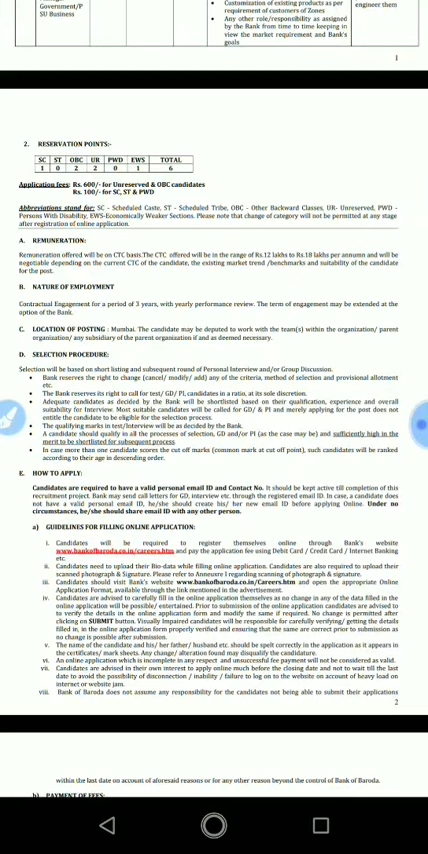 Manager
Government/P
SU Business
• Customization of existing products as per
requirement of customers of Zones
• Any other role/responsibility as assigned
by the Bank from time to time keeping in
view the market requirement and Bank's
goals
engineer them
1
2. RESERVATION POINTS:-
SC ST OBC UR PWD EWS TOTAL
1 0 2 2 0 1 6
Application fees: Rs. 600/- for Unreserved & OBC candidates
Rs. 100/- for SC, ST & PWD
Abbreviations stand for: SC - Scheduled Caste, ST - Scheduled Tribe, OBC - Other Backward Classes, UR- Unreserved, PWD -
Persons With Disability, EWS-Economically Weaker Sections. Please note that change of category will not be permitted at any stage
after registration of online application.
A. REMUNERATION:
Remuneration offered will be on CTC basis.The CTC offered will be in the range of Rs.12 lakhs to Rs.18 lakhs per annumn and will be
negotiable depending on the current CTC of the candidate, the existing market trend /benchmarks and suitability of the candidate
for the post.
B. NATURE OF EMPLOYMENT
Contractual Engagement for a period of 3 years, with yearly performance review. The term of engagement may be extended at the
option of the Bank.
C. LOCATION OF POSTING : Mumbai. The candidate may be deputed to work with the team(s) within the organization/ parent
organization/ any subsidiary of the parent organization if and as deemed necessary.
D. SELECTION PROCEDURE:
Selection will be based on short listing and subsequent round of Personal Interview and/or Group Discussion.
• Bank reserves the right to change (cancel/ modify/ add) any of the criteria, method of selection and provisional allotment
etc.
• The Bank reserves its right to call for test/ GD/ PI, candidates in a ratio, at its sole discretion.
• Adequate candidates as decided by the Bank will be shortlisted based on their qualification, experience and overall
suitability for Interview. Most suitable candidates will be called for GD/ & PI and merely applying for the post does not
entitle the candidate to be eligible for the selection process.
• The qualifying marks in test/Interview will be as decided by the Bank.
• A candidate should qualify in all the processes of selection, GD and/or PI (as the case may be) and sufficiently high in the
merit to be shortlisted for subsequent process.
• In case more than one candidate scores the cut off marks (common mark at cut off point), such candidates will be ranked
according to their age in descending order.
E. HOW TO APPLY:
Candidates are required to have a valid personal email ID and Contact No. It should be kept active till completion of this
recruitment project. Bank may send call letters for GD, interview etc. through the registered email ID. In case, a candidate does
not have a valid personal email ID, he/she should create his/ her new email ID before applying Online. Under no
circumstances, he/she should share email ID with any other person.
a) GUIDELINES FOR FILLING ONLINE APPLICATION:
i. Candidates will be required to register themselves online through Bank's website
www.bankofbaroda.co.in/careers.htm and pay the application fee using Debit Card / Credit Card / Internet Banking
etc.
ii. Candidates need to upload their Bio-data while filling online application. Candidates are also required to upload their
scanned photograph & Signature. Please refer to Annexure I regarding scanning of photograph & signature.
iii. Candidates should visit Bank's website www.bankofbaroda.co.in/Careers.htm and open the appropriate Online
Application Form, available through the link mentioned in the advertisement.
iv. Candidates are advised to carefully fill in the online application themselves as no change in any of the data filled in the
online application will be possible/ entertained. Prior to submission of the online application candidates are advised to
to verify the details in the online application form and modify the same if required. No change is permitted after
clicking on SUBMIT button. Visually Impaired candidates will be responsible for carefully verifying/ getting the details
filled in, in the online application form properly verified and ensuring that the same are correct prior to submission as
no change is possible after submission.
v. The name of the candidate and his/ her father/ husband etc. should be spelt correctly in the application as it appears in
the certificates/ mark sheets. Any change/ alteration found may disqualify the candidature.
vi. An online application which is incomplete in any respect and unsuccessful fee payment will not be considered as valid.
vii. Candidates are advised in their own interest to apply online much before the closing date and not to wait till the last
date to avoid the possibility of disconnection / inability / failure to log on to the website on account of heavy load on
internet or website jam.
viii. Bank of Baroda does not assume any responsibility for the candidates not being able to submit their applications
2
within the last date on account of aforesaid reasons or for any other reason beyond the control of Bank of Baroda.
b) PAYMENT OF FEES: